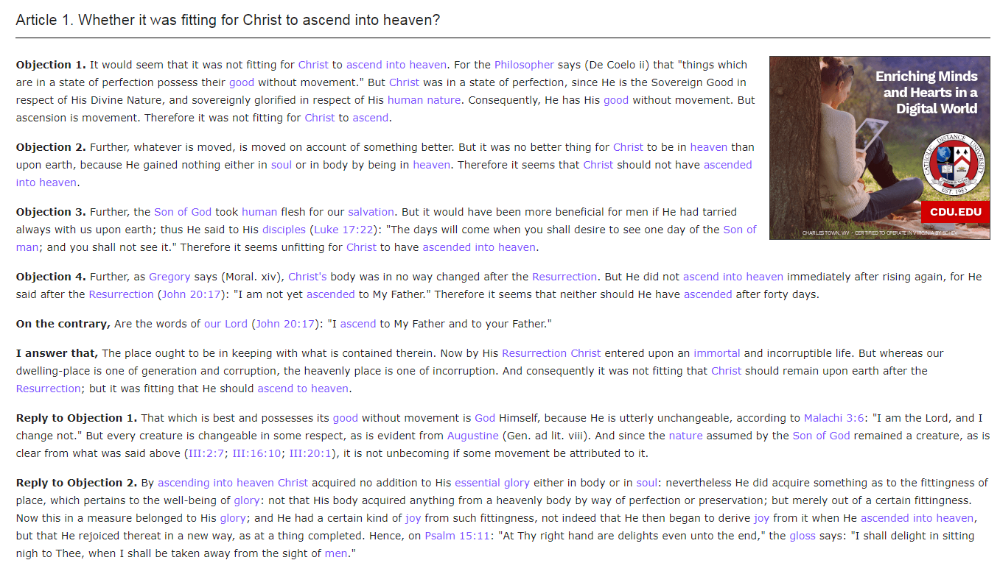 Article 1. Whether it was fitting for Christ to ascend into heaven?
Objection 1. It would seem that it was not fitting for Christ to ascend into heaven. For the Philosopher says (De Coelo ii) that "things which
are in a state of perfection possess their good without movement." But Christ was in a state of perfection, since He is the Sovereign Good in
respect of His Divine Nature, and sovereignly glorified in respect of His human nature. Consequently, He has His good without movement. But
ascension is movement. Therefore it was not fitting for Christ to ascend.
Objection 2. Further, whatever is moved, is moved on account of something better. But it was no better thing for Christ to be in heaven than
upon earth, because He gained nothing either in soul or in body by being in heaven. Therefore it seems that Christ should not have ascended
into heaven.
Objection 3. Further, the Son of God took human flesh for our salvation. But it would have been more beneficial for men if He had tarried
always with us upon earth; thus He said to His disciples (Luke 17:22): "The days will come when you shall desire to see one day of the Son of
man; and you shall not see it." Therefore it seems unfitting for Christ to have ascended into heaven.
Enriching Minds
and Hearts in a
Digital World
CATHOLIC DISTANCE UNIVERSITY
EST. 1983
CDU.EDU
CHARLES TOWN, WV - CERTIFIED TO OPERATE IN VIRGINIA BY SCHEV
Objection 4. Further, as Gregory says (Moral. xiv), Christ's body was in no way changed after the Resurrection. But He did not ascend into heaven immediately after rising again, for He
said after the Resurrection (John 20:17): "I am not yet ascended to My Father." Therefore it seems that neither should He have ascended after forty days.
On the contrary, Are the words of our Lord (John 20:17): "I ascend to My Father and to your Father."
I answer that, The place ought to be in keeping with what is contained therein. Now by His Resurrection Christ entered upon an immortal and incorruptible life. But whereas our
dwelling-place is one of generation and corruption, the heavenly place is one of incorruption. And consequently it was not fitting that Christ should remain upon earth after the
Resurrection; but it was fitting that He should ascend to heaven.
Reply to Objection 1. That which is best and possesses its good without movement is God Himself, because He is utterly unchangeable, according to Malachi 3:6: "I am the Lord, and I
change not." But every creature is changeable in some respect, as is evident from Augustine (Gen. ad lit. viii). And since the nature assumed by the Son of God remained a creature, as is
clear from what was said above (III:2:7; III:16:10; III:20:1), it is not unbecoming if some movement be attributed to it.
Reply to Objection 2. By ascending into heaven Christ acquired no addition to His essential glory either in body or in soul: nevertheless He did acquire something as to the fittingness of
place, which pertains to the well-being of glory: not that His body acquired anything from a heavenly body by way of perfection or preservation; but merely out of a certain fittingness.
Now this in a measure belonged to His glory; and He had a certain kind of joy from such fittingness, not indeed that He then began to derive joy from it when He ascended into heaven,
but that He rejoiced thereat in a new way, as at a thing completed. Hence, on Psalm 15:11: "At Thy right hand are delights even unto the end," the gloss says: "I shall delight in sitting
nigh to Thee, when I shall be taken away from the sight of men."